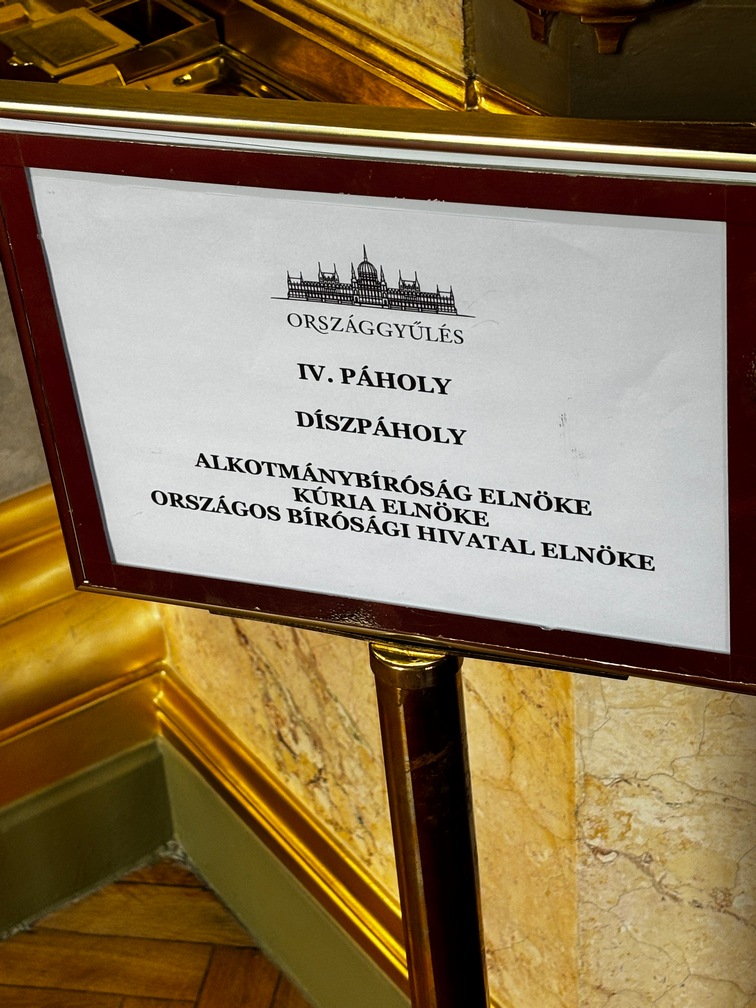 ORSZÁGGYŰLÉS
IV. PÁHOLY
DÍSZPÁHOLY
ALKOTMÁNYBÍRÓSÁG ELNÖKE
KÚRIA ELNÖKE
ORSZÁGOS BÍRÓSÁGI HIVATAL ELNÖKE